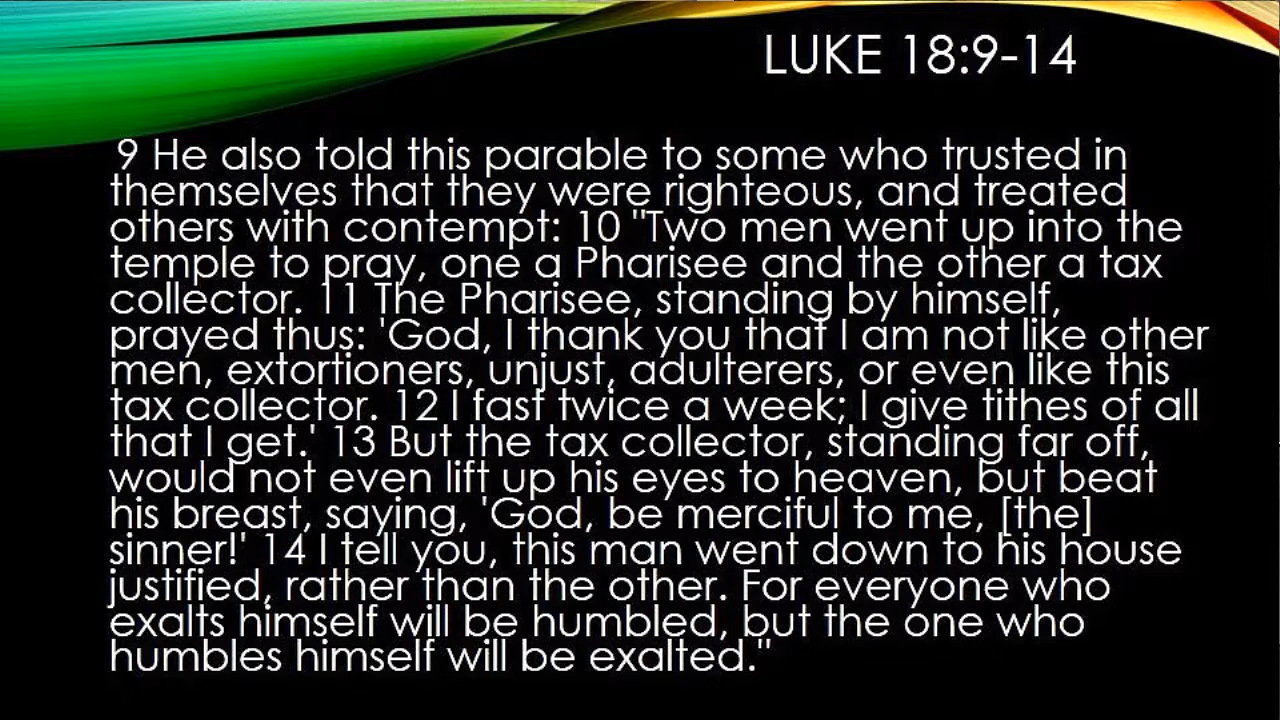 LUKE 18:9-14
9 He also told this parable to some who trusted in
themselves that they were righteous, and treated
others with contempt: 10 "Two men went up into the
temple to pray, one a Pharisee and the other a tax
collector. 11 The Pharisee, standing by himself,
prayed thus: 'God, I thank you that I am not like other
men, extortioners, unjust, adulterers, or even like this
tax collector. 12 I fast twice a week; I give tithes of all
that I get.' 13 But the tax collector, standing far off,
would not even lift up his eyes to heaven, but beat
his breast, saying, 'God, be merciful to me, [the]
sinner!' 14 I tell you, this man went down to his house
justified, rather than the other. For everyone who
exalts himself will be humbled, but the one who
humbles himself will be exalted."